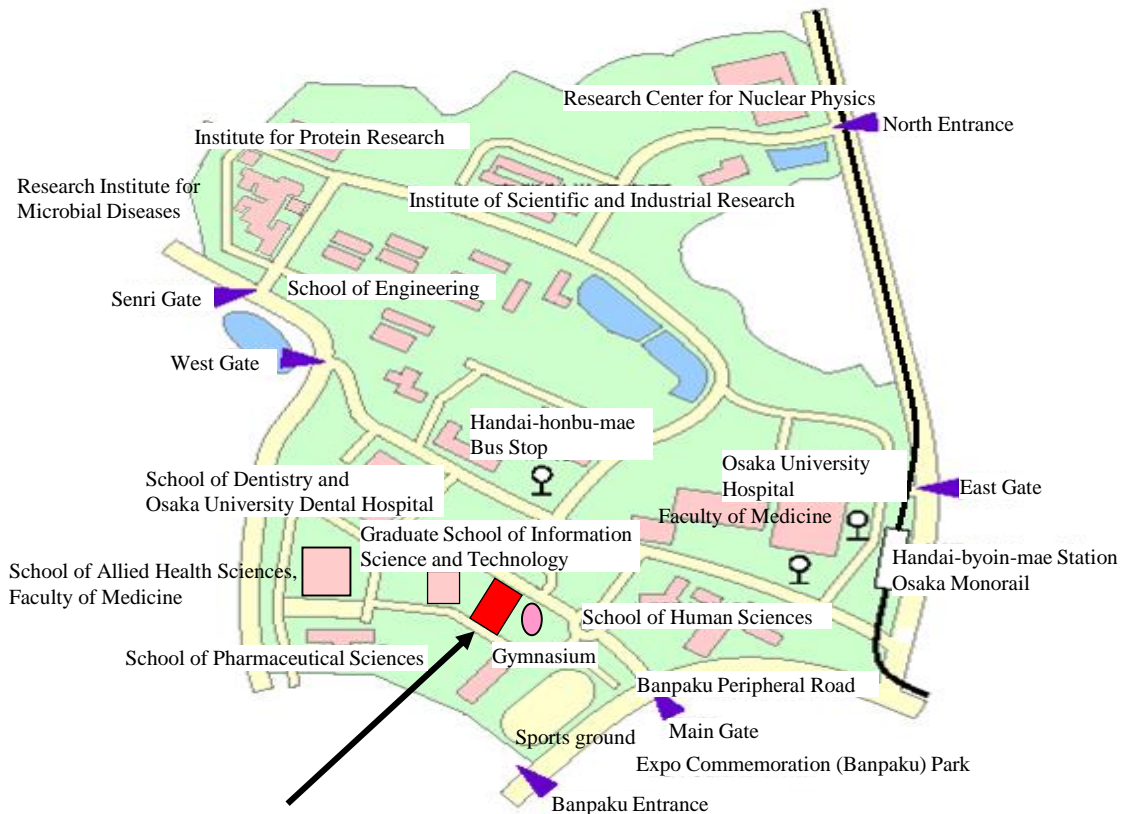 Research Center for Nuclear Physics
North Entrance
Institute for Protein Research
Research Institute for
Microbial Diseases
Institute of Scientific and Industrial Research
School of Engineering
Senri Gate
West Gate
Handai-honbu-mae
Bus Stop
Osaka University
Hospital
East Gate
School of Dentistry and
Osaka University Dental Hospital
Faculty of Medicine
Graduate School of Information
Science and Technology
Handai-byoin-mae Station
Osaka Monorail
School of Allied Health Sciences,
Faculty of Medicine
School of Human Sciences
School of Pharmaceutical Sciences
Gymnasium
Banpaku Peripheral Road
Main Gate
Sports ground
Expo Commemoration (Banpaku) Park
Banpaku Entrance